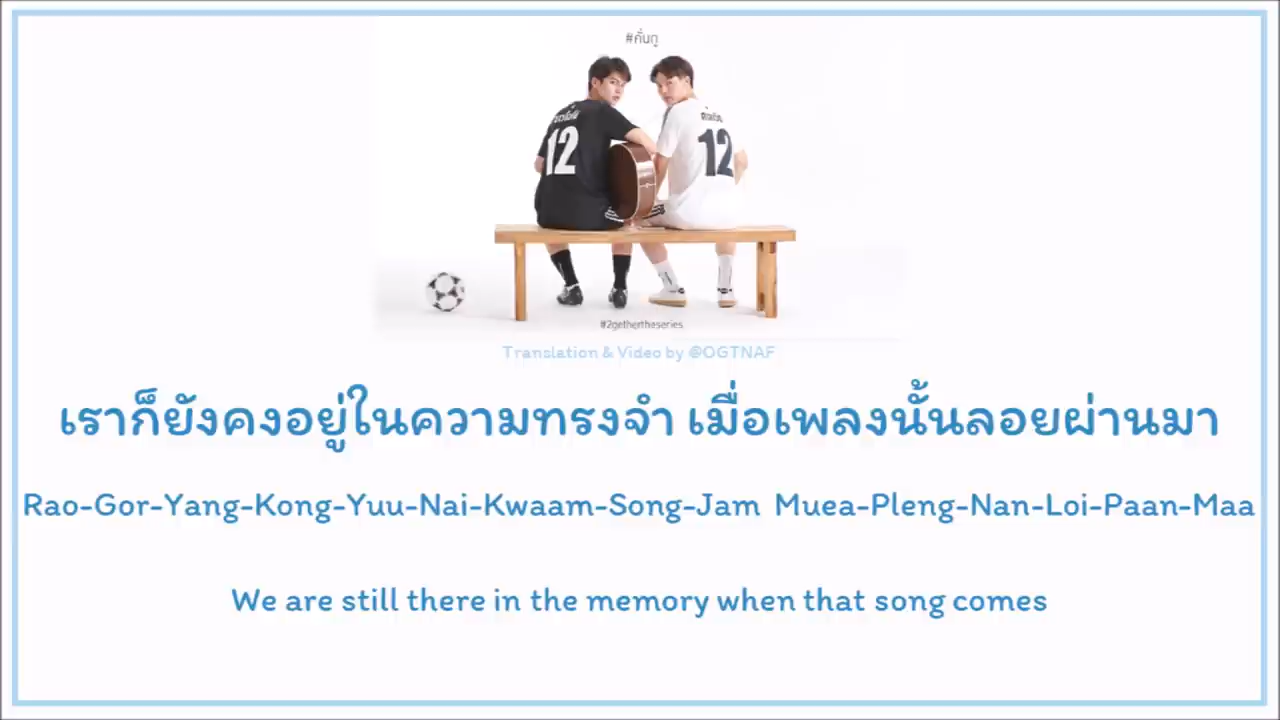 #คั่นกู
12
12
#2gethertheseries
Translation & Video by @OGTNAF
เราก็ยังคงอยู่ในความทรงจำ เมื่อเพลงนั้นลอยผ่านมา
Rao-Gor-Yang-Kong-Yuu-Nai-Kwaam-Song-Jam Muea-Pleng-Nan-Loi-Paan-Maa
We are still there in the memory when that song comes